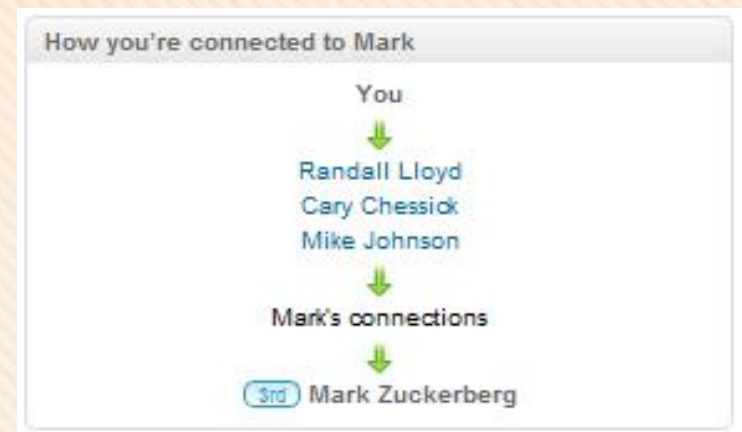 How you're connected to Mark
You
Randall Lloyd
Cary Chessick
Mike Johnson
Mark's connections
3rd Mark Zuckerberg